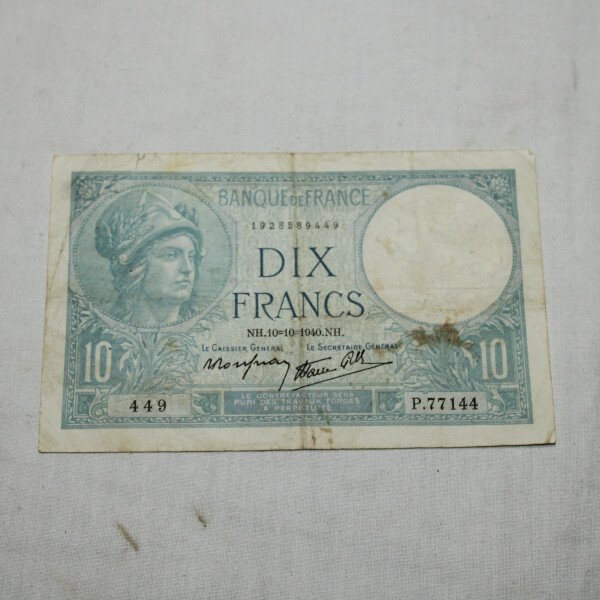 BANQUE DE FRANCE
1928589449
DIX
FRANCS
NH.10=10=1940.NH.
LE CAISSIER GÉNÉRAL LE SECRÉTAIRE GÉNÉRAL
10 10
449 P.77144
LE CONTREFACTEUR SERA
PUNI DES TRAVAUX FORCÉS
À PERPÉTUITÉ